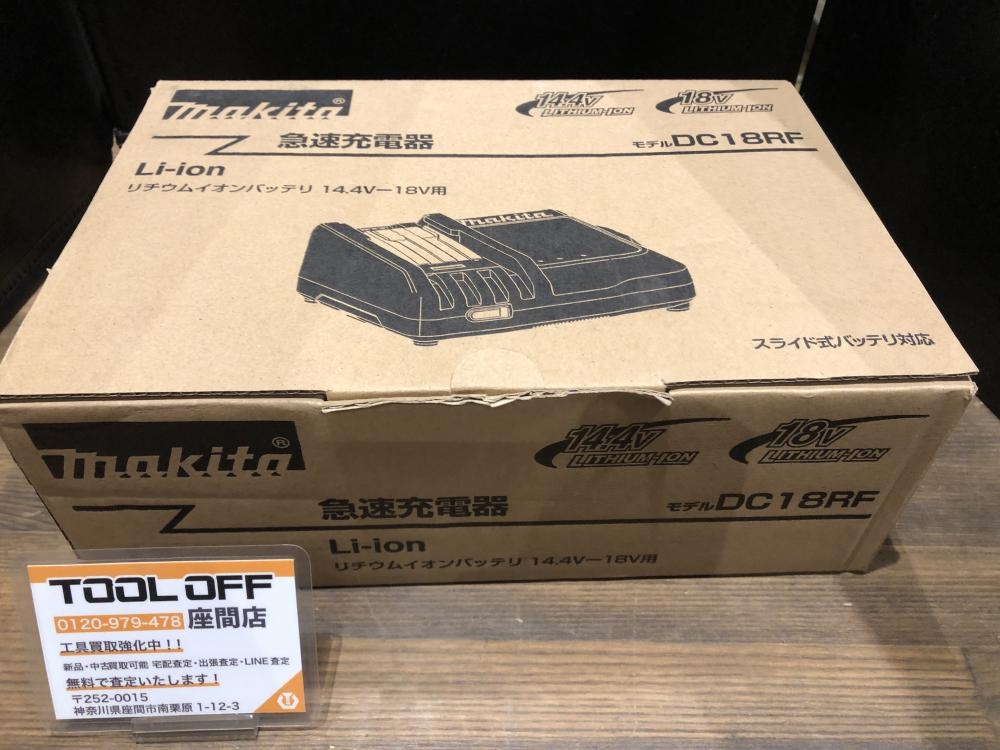 makita®
14.4V
LITHIUM-ION
18V
LITHIUM-ION
急速充電器
モデルDC18RF
Li-ion
リチウムイオンバッテリ 14.4V－18V用
makita
スライド式バッテリ対応
makita®
14.4V
LITHIUM-ION
18V
LITHIUM-ION
急速充電器
モデルDC18RF
Li-ion
リチウムイオンバッテリ 14.4V－18V用
TOOL OFF
0120-979-478 座間店
工具買取強化中！！
新品・中古買取可能 宅配査定・出張査定・LINE査定
無料で査定いたします！
〒252-0015
神奈川県座間市南栗原 1-12-3